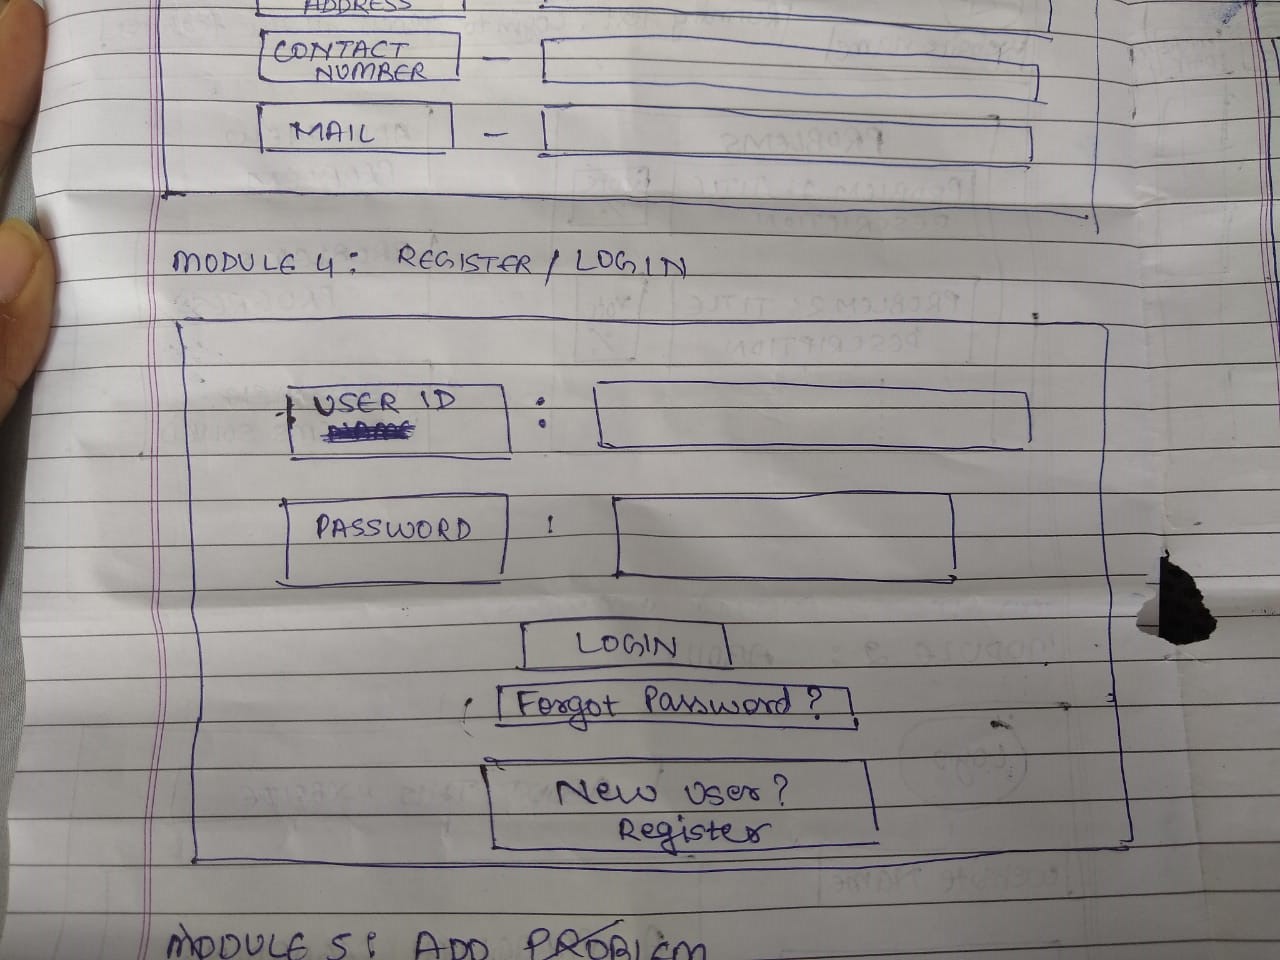 ADDRESS
CONTACT
NUMBER
-
MAIL -
MODULE 4: REGISTER / LOGIN
USER ID :
PASSWORD :
LOGIN
Forgot Password?
New User?
Register
MODULE 5: ADD PROBLEM